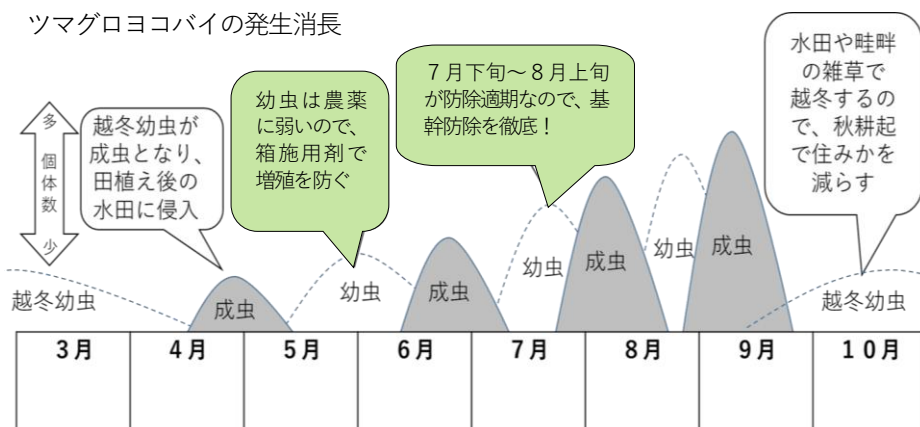 ツマグロヨコバイの発生消長
多
個
体
数
少
越冬幼虫が
成虫となり、
田植え後の
水田に侵入
幼虫は農薬
に弱いので、
箱施用剤で
増殖を防ぐ
7月下旬～8月上旬
が防除適期なので、基
幹防除を徹底！
水田や畦畔
の雑草で
越冬するの
で、秋耕起
で住みかを
減らす
越冬幼虫
成虫
幼虫
成虫
幼虫
成虫
幼虫
成虫
越冬幼虫
3月
4月
5月
6月
7月
8月
9月
10月